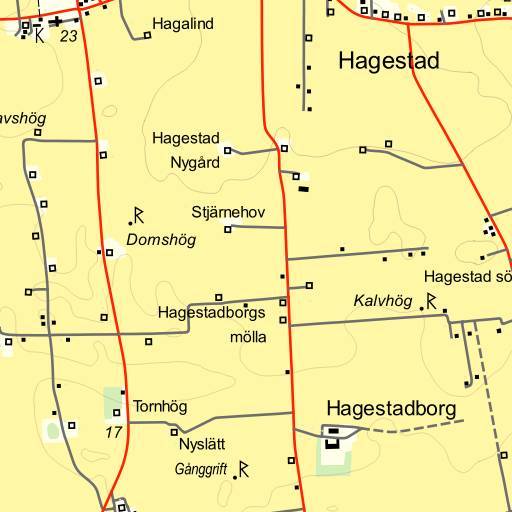 Hagalind
23
Hagestad
avshög
Hagestad
Nygård
Stjärnehov
Domshög
Hagestad sö
Kalvhög
Hagestadborgs
mölla
Tornhög
Hagestadborg
17
Nyslätt
Gånggrift